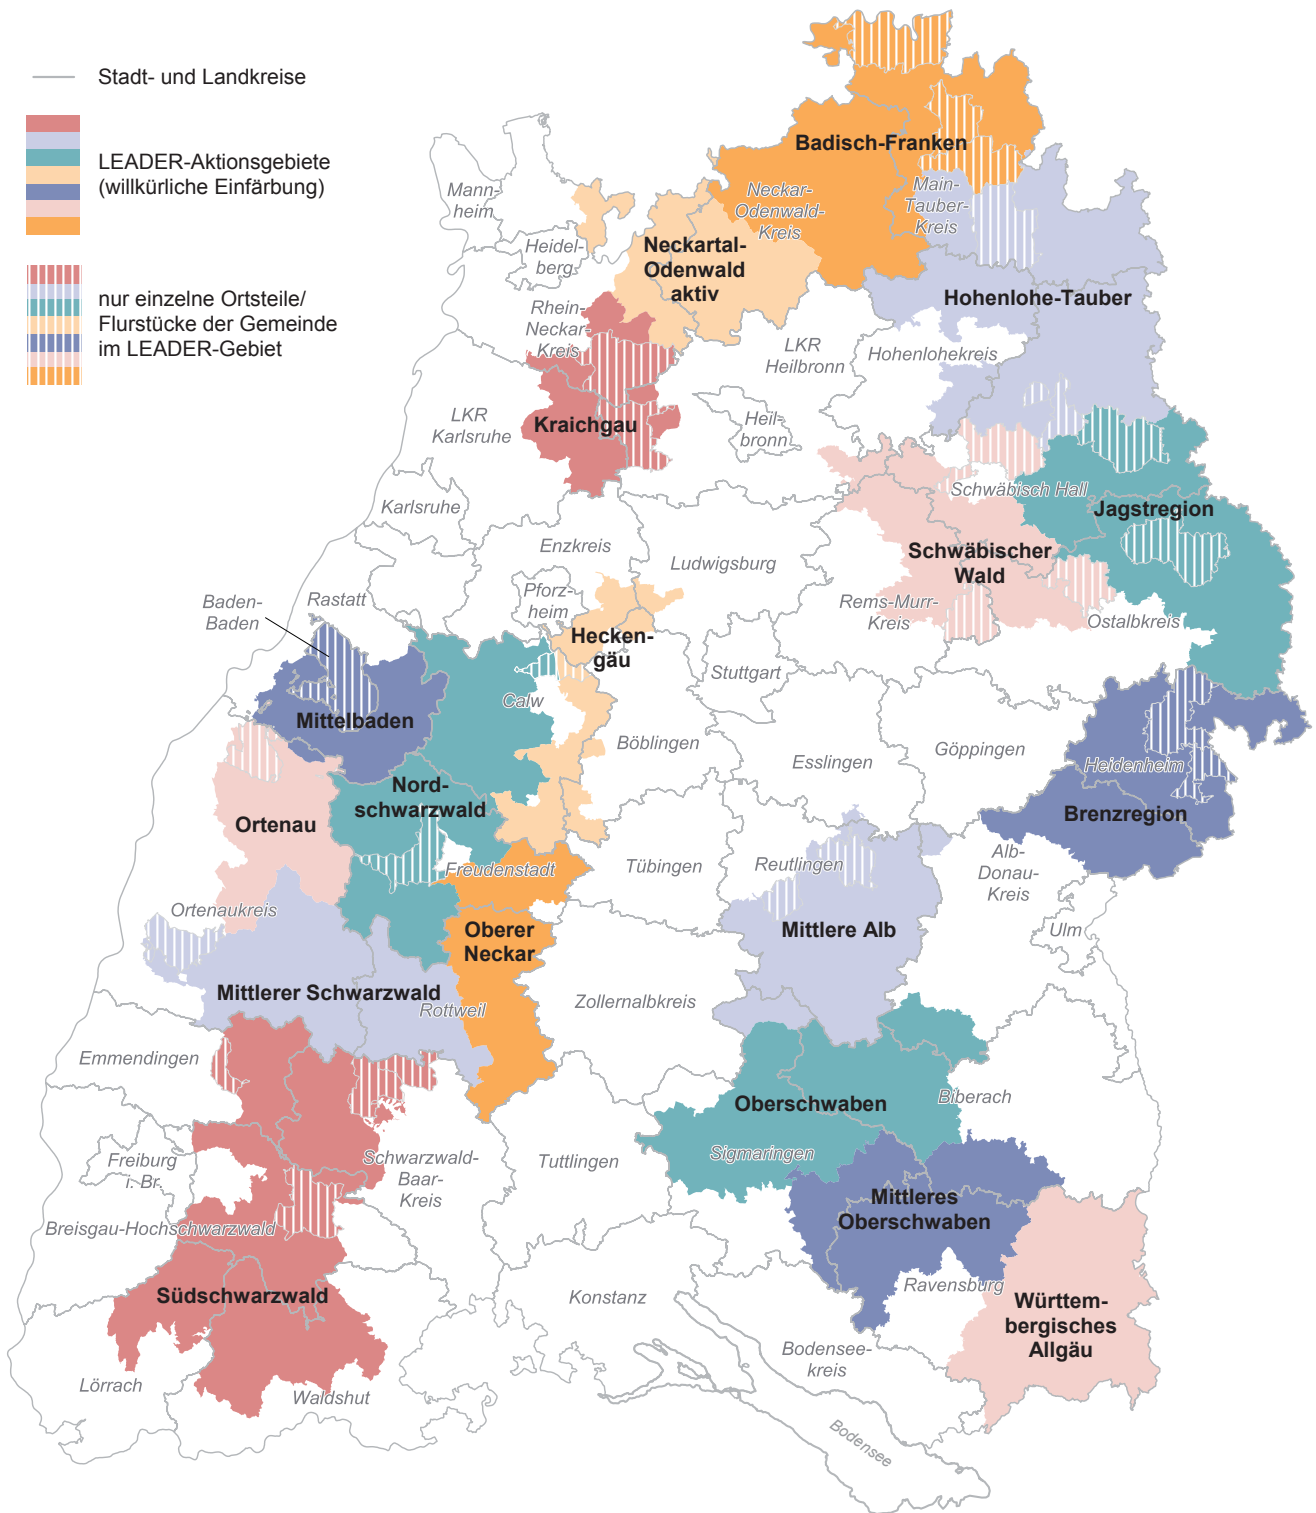 Stadt- und Landkreise
LEADER-Aktionsgebiete
(willkürliche Einfärbung)
nur einzelne Ortsteile/
Flurstücke der Gemeinde
im LEADER-Gebiet
Badisch-Franken
Mann-
heim
Neckar-
Odenwald-
Kreis
Main-
Tauber-
Kreis
Heidel-
berg
Neckartal-
Odenwald
aktiv
Hohenlohe-Tauber
Rhein-
Neckar-
Kreis
LKR
Heilbronn
Hohenlohekreis
LKR
Karlsruhe
Kraichgau
Heil-
bronn
Karlsruhe
Schwäbisch Hall
Jagstregion
Enzkreis
Ludwigsburg
Schwäbischer
Wald
Pforz-
heim
Baden-
Baden
Rastatt
Rems-Murr-
Kreis
Ostalbkreis
Hecken-
gäu
Stuttgart
Calw
Mittelbaden
Böblingen
Esslingen
Göppingen
Heidenheim
Nord-
schwarzwald
Brenzregion
Ortenau
Freudenstadt
Tübingen
Reutlingen
Alb-
Donau-
Kreis
Ortenaukreis
Oberer
Neckar
Mittlere Alb
Ulm
Mittlerer Schwarzwald
Rottweil
Zollernalbkreis
Emmendingen
Oberschwaben
Biberach
Freiburg
i. Br.
Schwarzwald-
Baar-
Kreis
Tuttlingen
Sigmaringen
Mittleres
Oberschwaben
Breisgau-Hochschwarzwald
Südschwarzwald
Konstanz
Ravensburg
Württem-
bergisches
Allgäu
Bodensee-
kreis
Lörrach
Waldshut
Bodensee